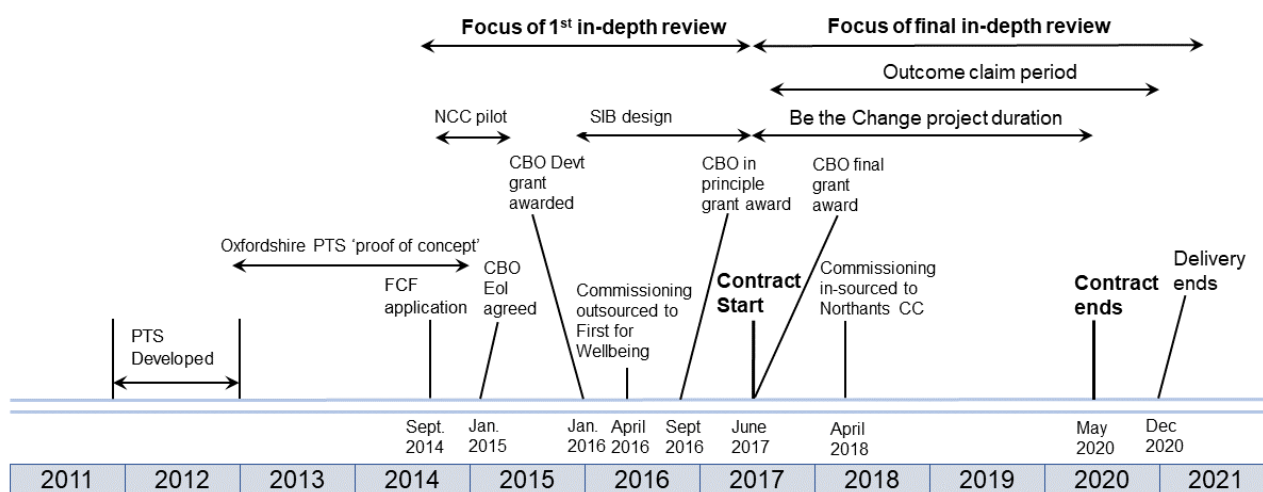 Focus of 1st in-depth review
Focus of final in-depth review
Outcome claim period
NCC pilot
SIB design
Be the Change project duration
CBO Devt
grant
awarded
CBO in
principle
grant award
CBO final
grant
award
Oxfordshire PTS ‘proof of concept’
FCF
application
CBO
EoI
agreed
Commissioning
outsourced to
First for
Wellbeing
Contract
Start
Commissioning
in-sourced to
Northants CC
Contract
ends
Delivery
ends
PTS
Developed
Sept.
2014
Jan.
2015
Jan.
2016
April
2016
Sept
2016
June
2017
April
2018
May
2020
Dec
2020
2011 2012 2013 2014 2015 2016 2017 2018 2019 2020 2021